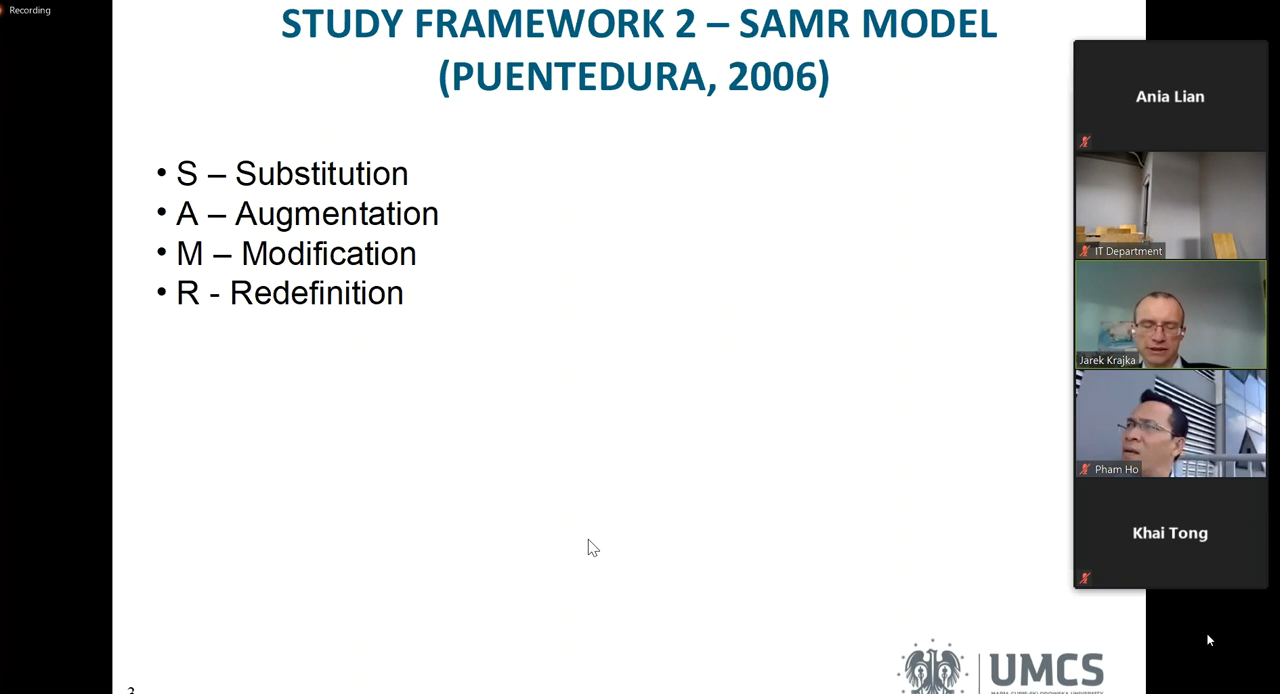 Recording
STUDY FRAMEWORK 2 – SAMR MODEL
(PUENTEDURA, 2006)
• S – Substitution
• A – Augmentation
• M – Modification
• R - Redefinition
Ania Lian
IT Department
Jarek Krajka
Pham Ho
Khai Tong
UMCS
3